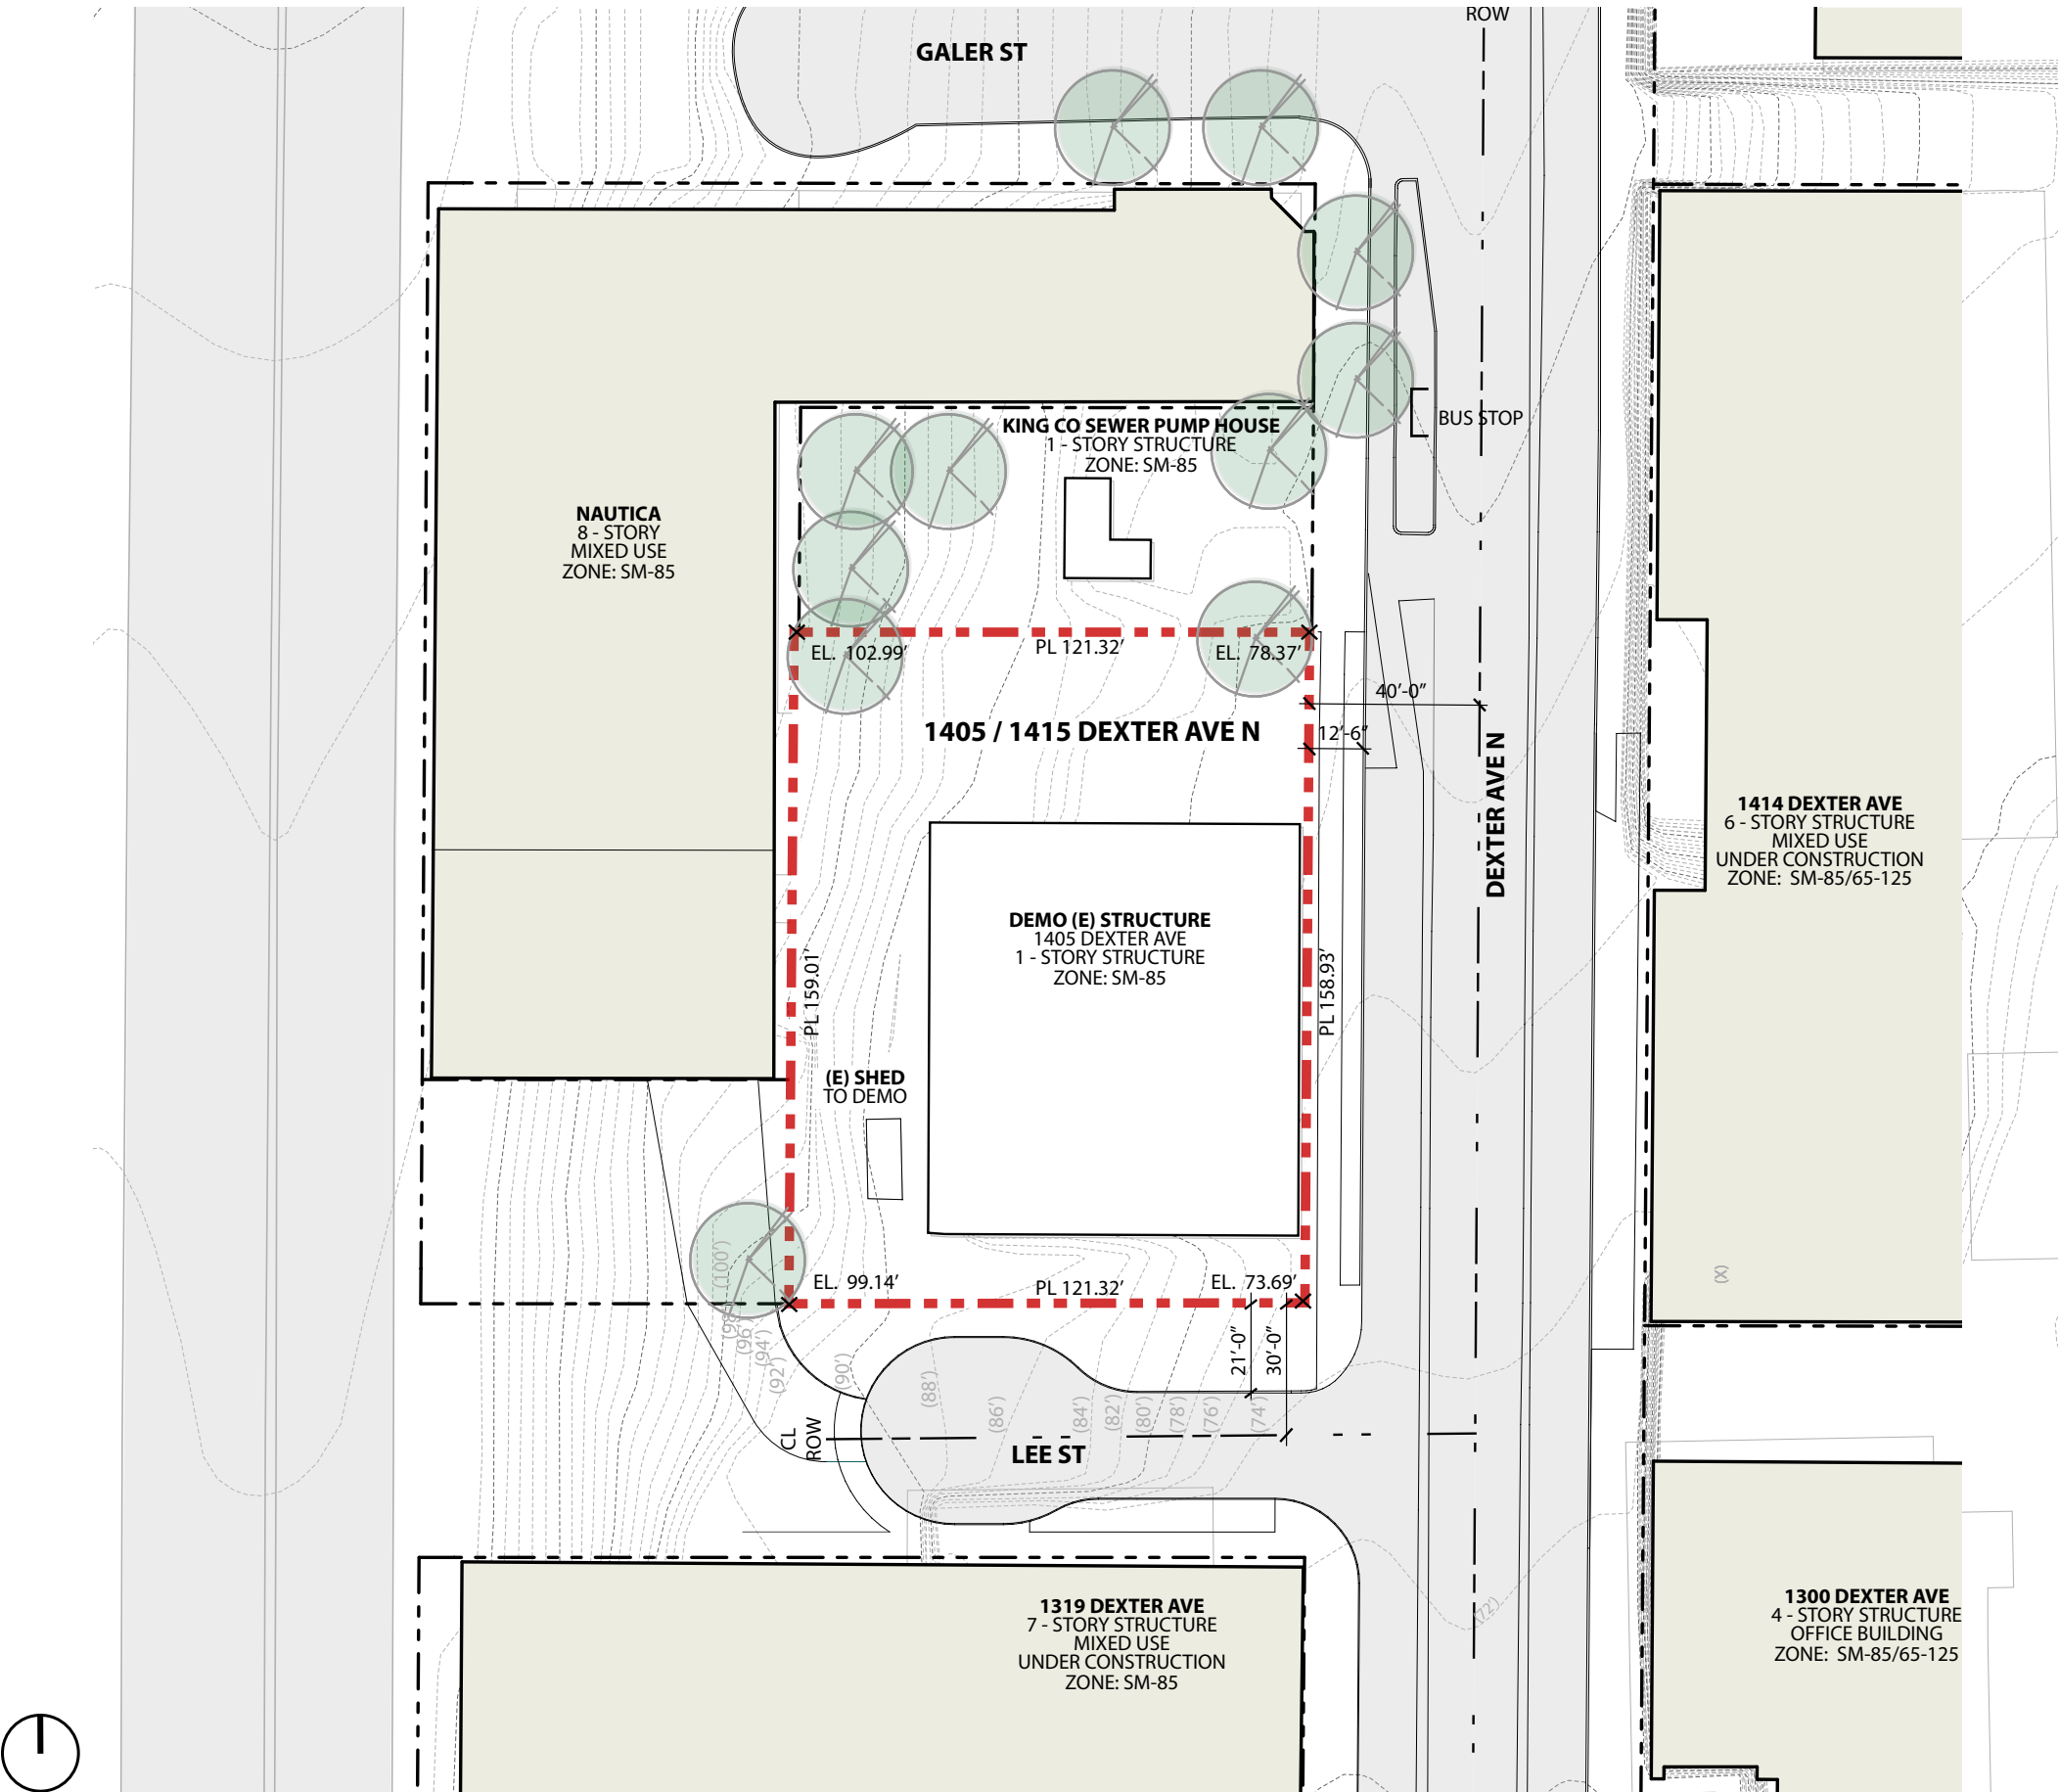 ROW
GALER ST
BUS STOP
KING CO SEWER PUMP HOUSE
1 - STORY STRUCTURE
ZONE: SM-85
NAUTICA
8 - STORY
MIXED USE
ZONE: SM-85
EL. 102.99’
PL 121.32’
EL. 78.37’
40’-0”
12’-6”
1405 / 1415 DEXTER AVE N
DEXTER AVE N
1414 DEXTER AVE
6 - STORY STRUCTURE
MIXED USE
UNDER CONSTRUCTION
ZONE: SM-85/65-125
DEMO (E) STRUCTURE
1405 DEXTER AVE
1 - STORY STRUCTURE
ZONE: SM-85
PL 159.01’
PL 158.93’
(E) SHED
TO DEMO
(X)
EL. 99.14’
PL 121.32’
EL. 73.69’
21’-0”
30’-0”
(100’)
(98’)
(96’)
(94’)
(92’)
(90’)
(88’)
(86’)
(84’)
(82’)
(80’)
(78’)
(76’)
(74’)
CL
ROW
LEE ST
(72’)
1319 DEXTER AVE
7 - STORY STRUCTURE
MIXED USE
UNDER CONSTRUCTION
ZONE: SM-85
1300 DEXTER AVE
4 - STORY STRUCTURE
OFFICE BUILDING
ZONE: SM-85/65-125